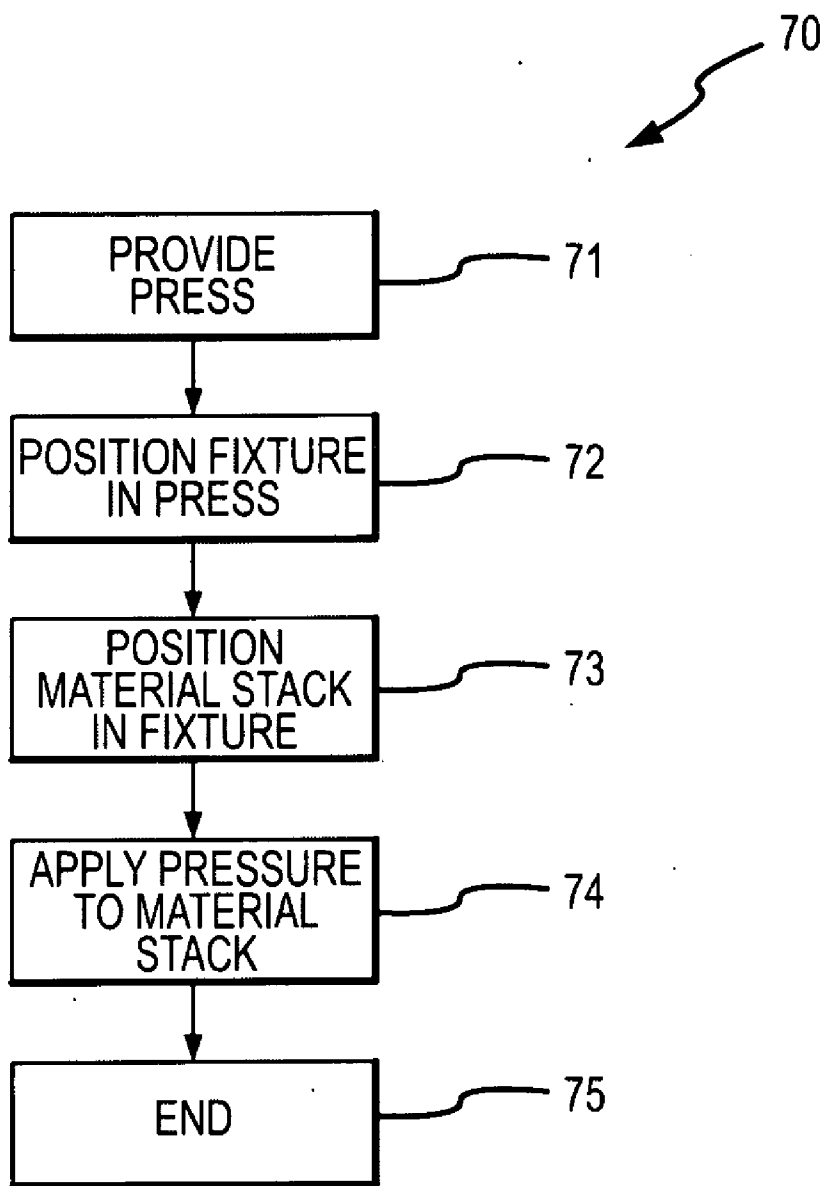 70
PROVIDE
PRESS
71
POSITION FIXTURE
IN PRESS
72
POSITION
MATERIAL STACK
IN FIXTURE
73
APPLY PRESSURE
TO MATERIAL
STACK
74
END
75